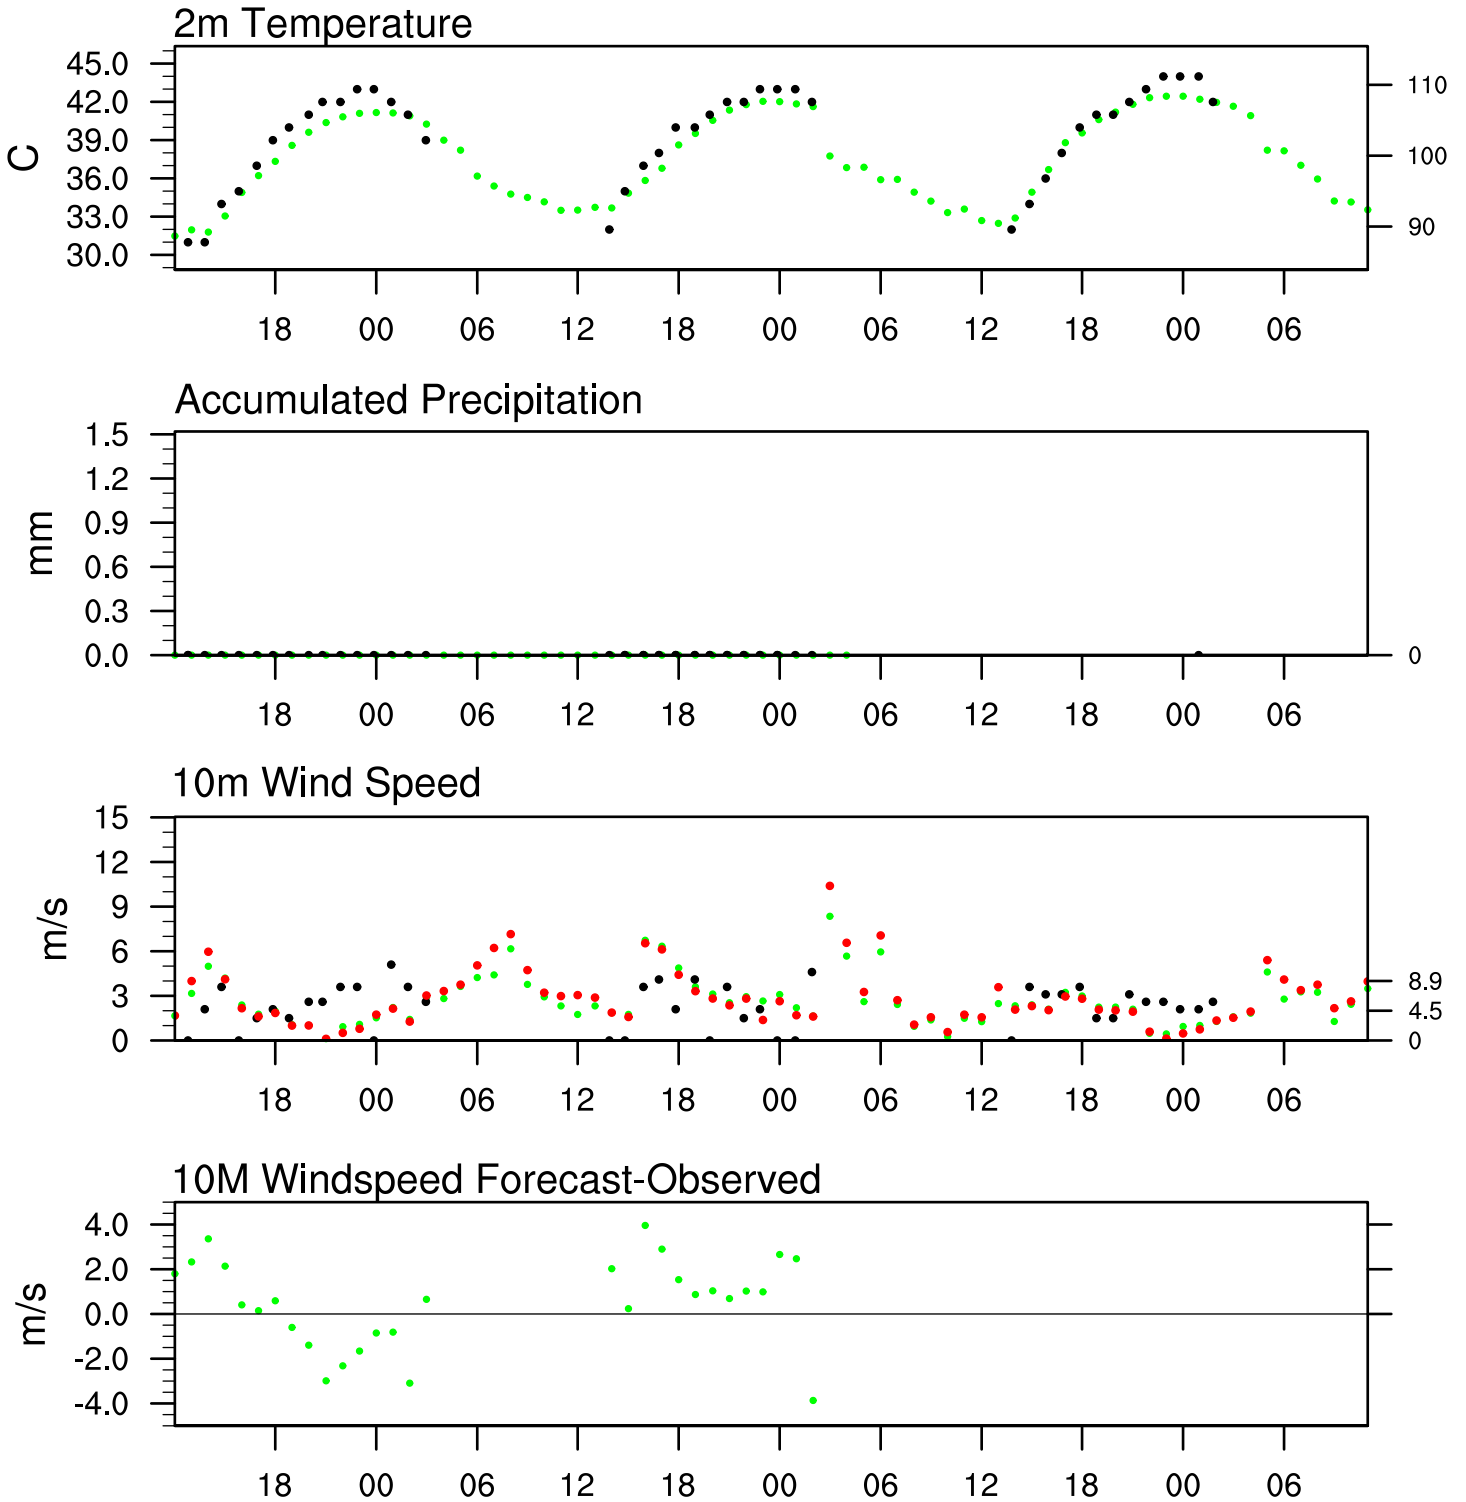 2m Temperature
45.0
42.0
39.0
36.0
33.0
30.0
C
110
100
90
18 00 06 12 18 00 06 12 18 00 06
Accumulated Precipitation
1.5
1.2
0.9
0.6
0.3
0.0
mm
0
18 00 06 12 18 00 06 12 18 00 06
10m Wind Speed
15
12
9
6
3
0
m/s
8.9
4.5
0
18 00 06 12 18 00 06 12 18 00 06
10M Windspeed Forecast-Observed
4.0
2.0
0.0
-2.0
-4.0
m/s
18 00 06 12 18 00 06 12 18 00 06